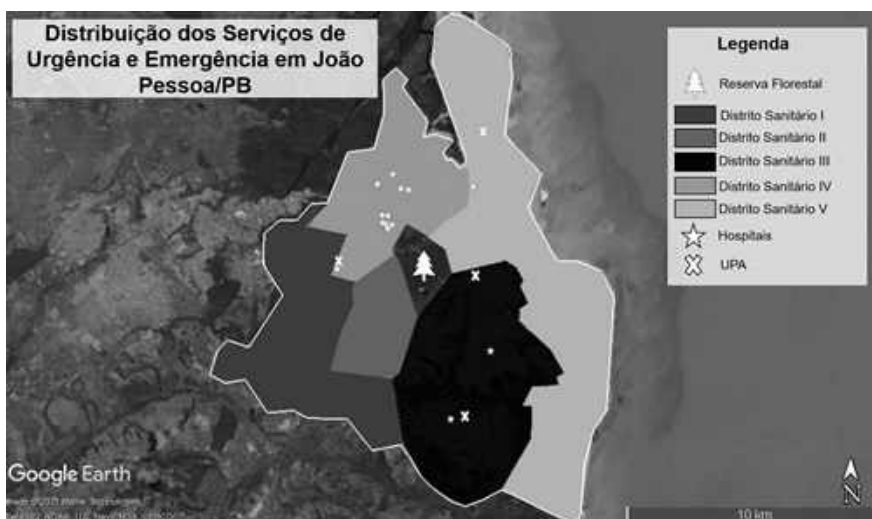 Distribuição dos Serviços de
Urgência e Emergência em João
Pessoa/PB
Legenda
Reserva Florestal
Distrito Sanitário I
Distrito Sanitário II
Distrito Sanitário III
Distrito Sanitário IV
Distrito Sanitário V
Hospitais
UPA
Google Earth
N
10 km